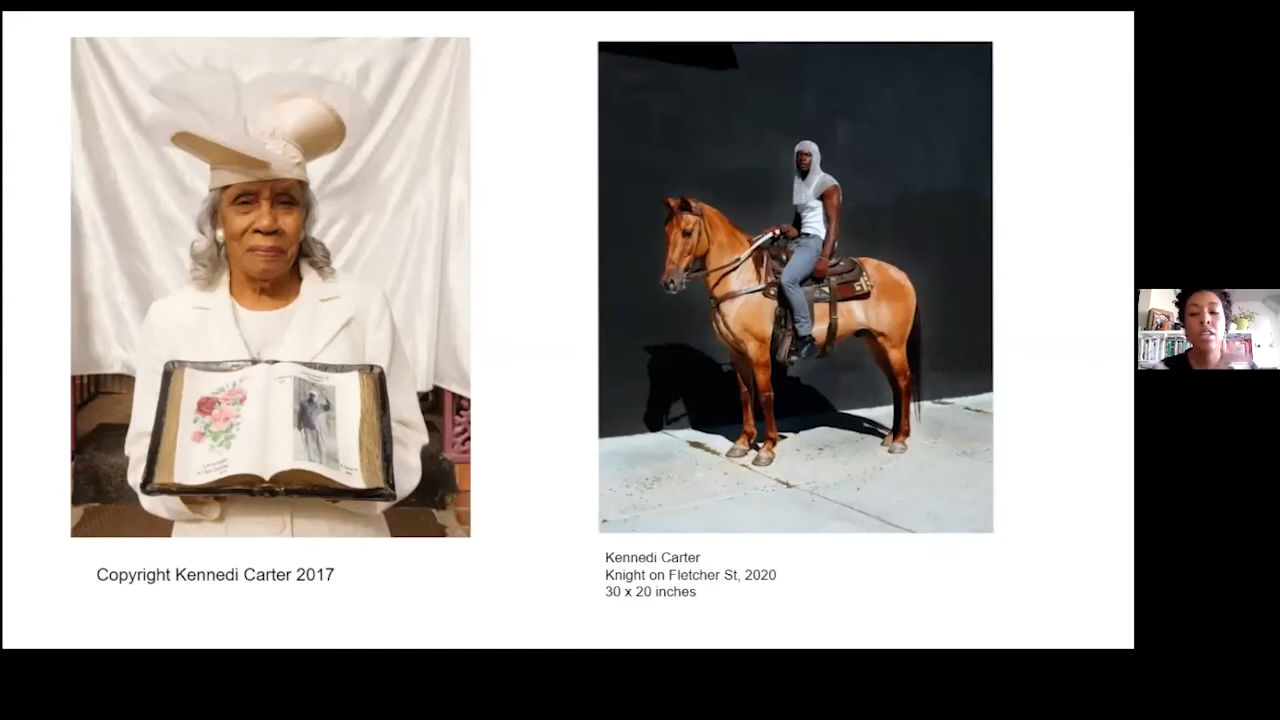 Copyright Kennedi Carter 2017
Kennedi Carter
Knight on Fletcher St, 2020
30 x 20 inches